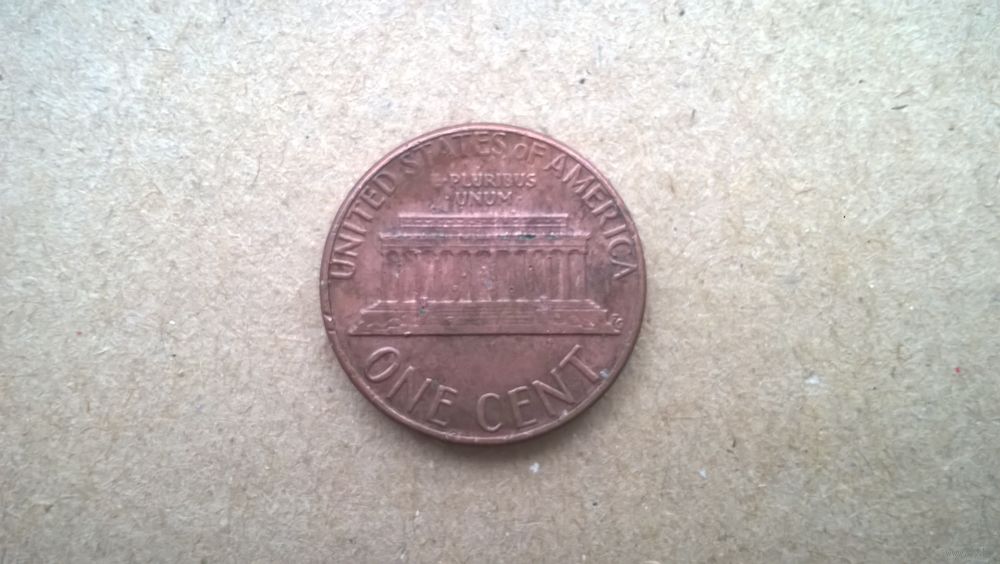 UNITED STATES OF AMERICA
E PLURIBUS
UNUM
ONE CENT